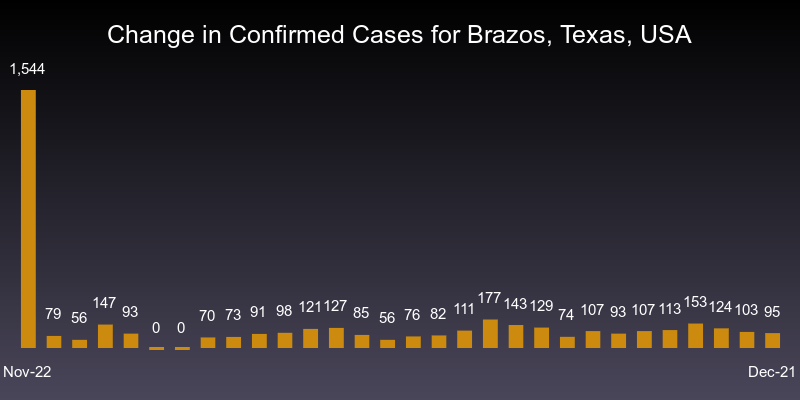 Change in Confirmed Cases for Brazos, Texas, USA
1,544
79 56 147 93 0 0 70 73 91 98 121 127 85 56 76 82 111 177 143 129 74 107 93 107 113 153 124 103 95
Nov-22 Dec-21